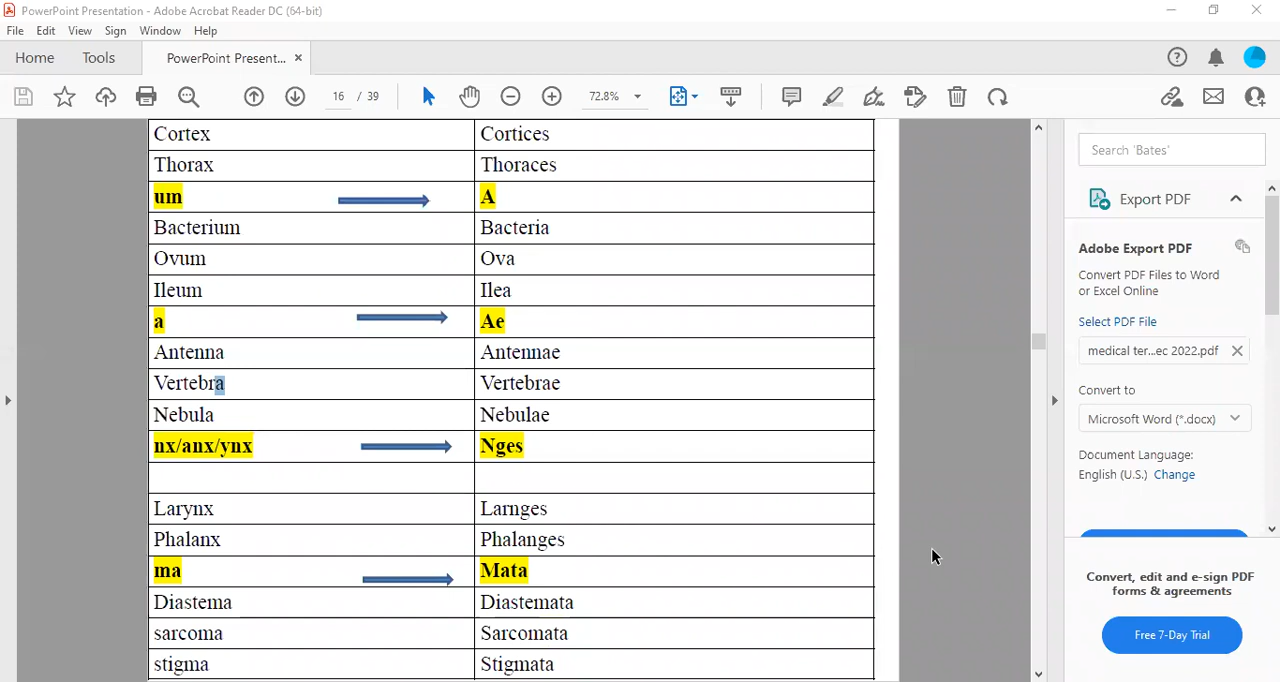 PowerPoint Presentation - Adobe Acrobat Reader DC (64-bit)
File Edit View Sign Window Help
Home Tools PowerPoint Present... ×
16 / 39 72.8%
Cortex Cortices
Thorax Thoraces
um A
Bacterium Bacteria
Ovum Ova
Ileum Ilea
a Ae
Antenna Antennae
Vertebra Vertebrae
Nebula Nebulae
nx/anx/ynx Nges
Larynx Larnges
Phalanx Phalanges
ma Mata
Diastema Diastemata
sarcoma Sarcomata
stigma Stigmata
Search 'Bates'
Export PDF
Adobe Export PDF
Convert PDF Files to Word
or Excel Online
Select PDF File
medical ter...ec 2022.pdf
Convert to
Microsoft Word (*.docx)
Document Language:
English (U.S.) Change
Convert, edit and e-sign PDF
forms & agreements
Free 7-Day Trial